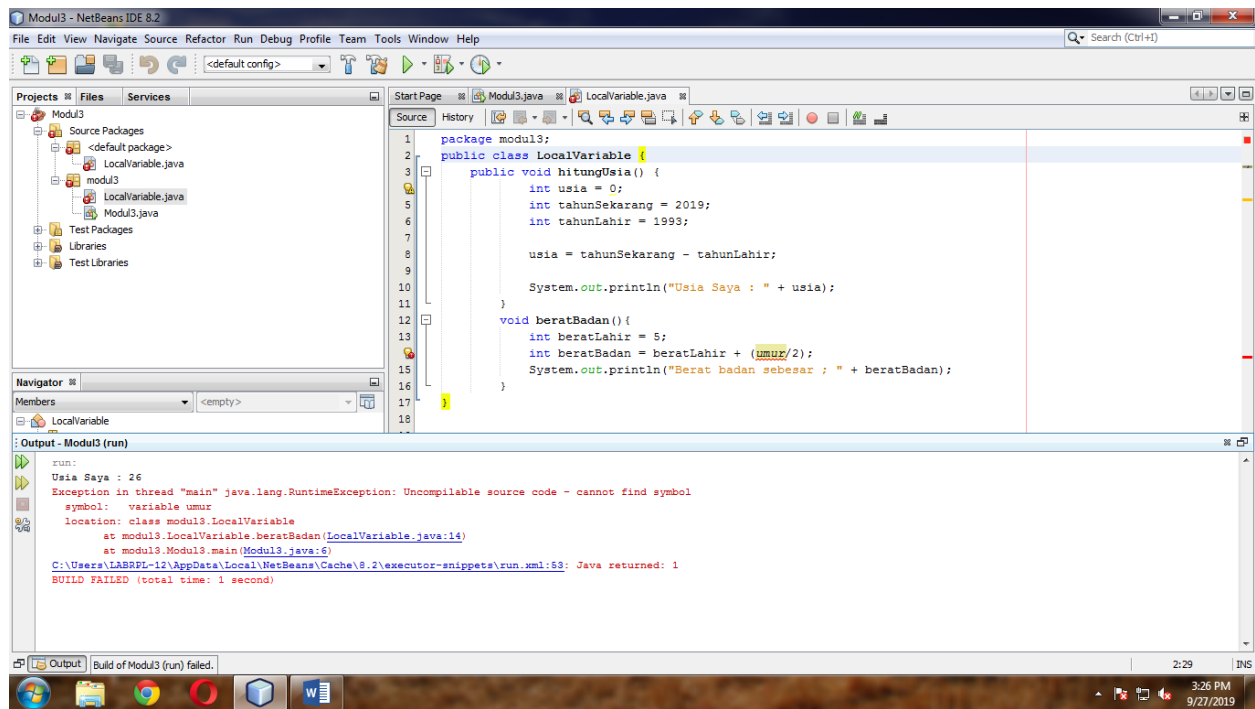 Modul3 - NetBeans IDE 8.2
File Edit View Navigate Source Refactor Run Debug Profile Team Tools Window Help
Search (Ctrl+I)
<default config>
Projects Files Services
Modul3
Source Packages
<default package>
LocalVariable.java
modul3
LocalVariable.java
Modul3.java
Test Packages
Libraries
Test Libraries
Navigator
Members <empty>
LocalVariable
Start Page Modul3.java LocalVariable.java
Source History
1 package modul3;
2 public class LocalVariable {
3 public void hitungUsia() {
int usia = 0;
5 int tahunSekarang = 2019;
6 int tahunLahir = 1993;
7
8 usia = tahunSekarang - tahunLahir;
9
10 System.out.println("Usia Saya : " + usia);
11 }
12 void beratBadan(){
13 int beratLahir = 5;
int beratBadan = beratLahir + (umur/2);
15 System.out.println("Berat badan sebesar ; " + beratBadan);
16 }
17 }
18
Output - Modul3 (run)
run:
Usia Saya : 26
Exception in thread "main" java.lang.RuntimeException: Uncompilable source code - cannot find symbol
symbol: variable umur
location: class modul3.LocalVariable
at modul3.LocalVariable.beratBadan(LocalVariable.java:14)
at modul3.Modul3.main(Modul3.java:6)
C:\Users\LABRPL-12\AppData\Local\NetBeans\Cache\8.2\executor-snippets\run.xml:53: Java returned: 1
BUILD FAILED (total time: 1 second)
Output Build of Modul3 (run) failed.
2:29 INS
3:26 PM
9/27/2019